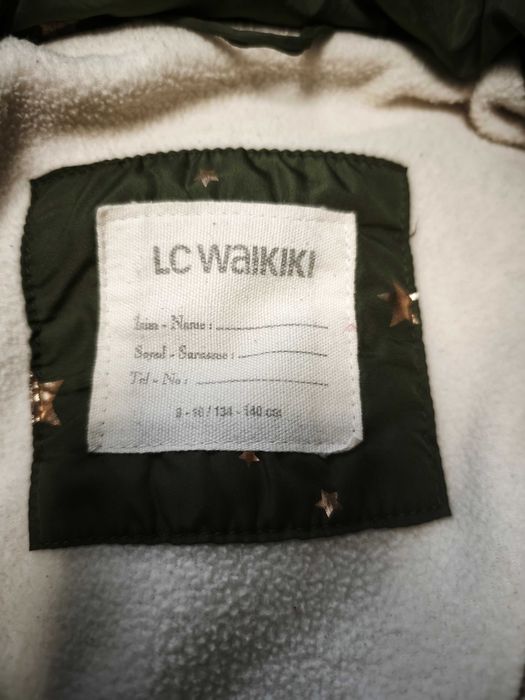 LC WAIKIKI
İsim - Name :
Soyad - Surname :
Tel - No :
9 - 10 / 134 - 140 cm